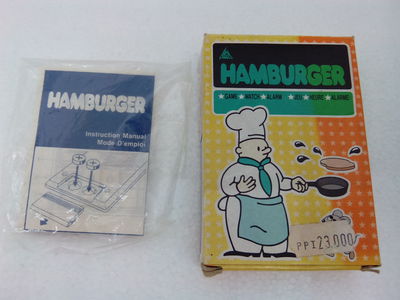 HAMBURGER
Instruction Manual
Mode D'emploi
HAMBURGER
★GAME ★WATCH ★ALARM ★JEU ★HEURE ★ALARME
PPI23,000